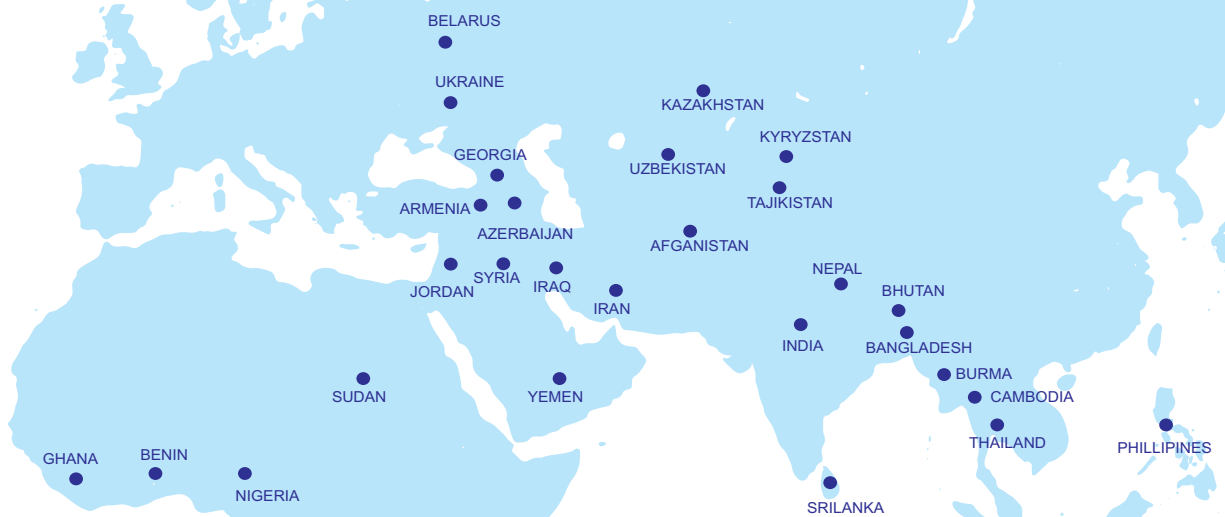 BELARUS
UKRAINE
KAZAKHSTAN
KYRYZSTAN
GEORGIA
UZBEKISTAN
TAJIKISTAN
ARMENIA
AZERBAIJAN
AFGANISTAN
NEPAL
SYRIA
IRAQ
JORDAN
BHUTAN
IRAN
INDIA
BANGLADESH
BURMA
SUDAN
YEMEN
CAMBODIA
THAILAND
PHILLIPINES
GHANA
BENIN
NIGERIA
SRILANKA